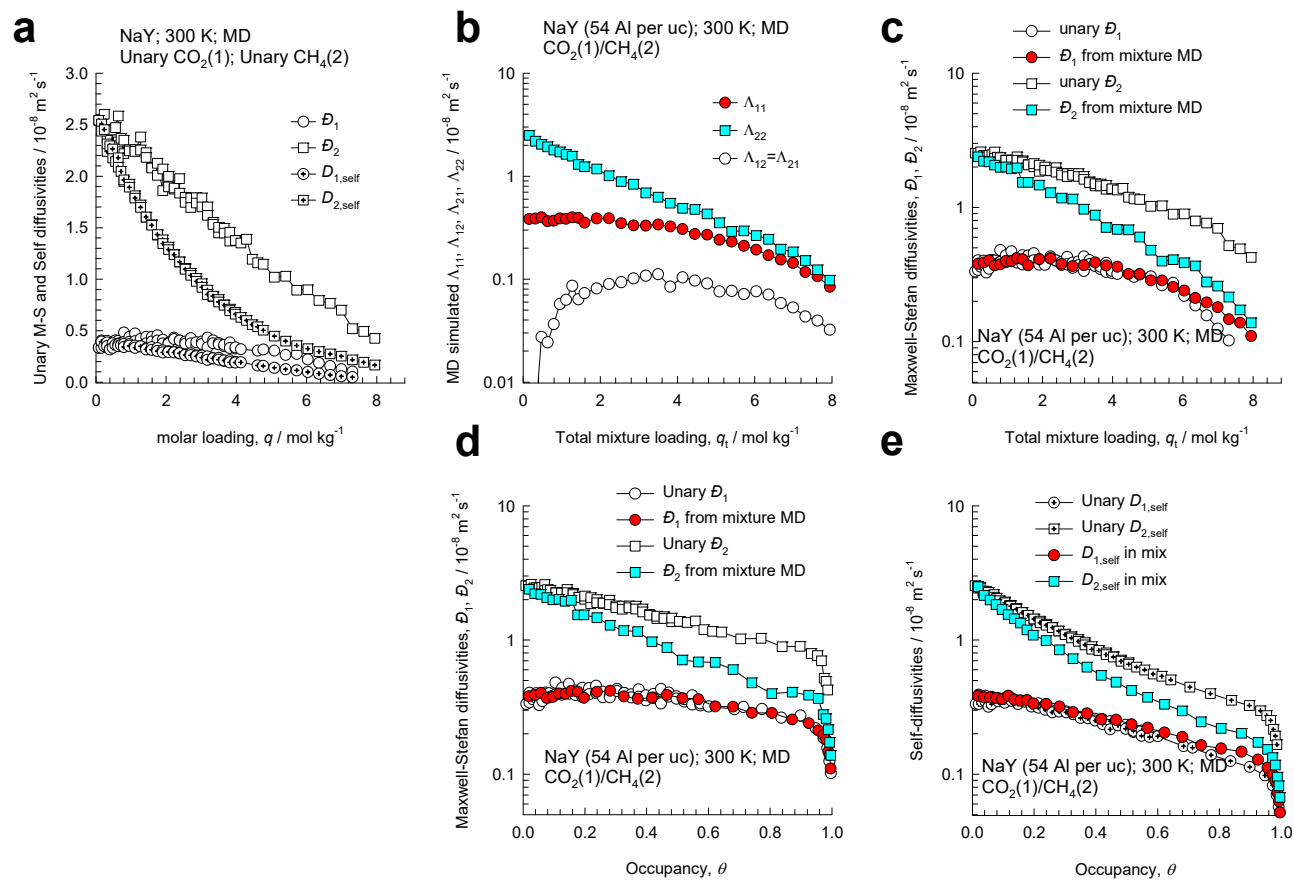 a
NaY; 300 K; MD
Unary CO₂(1); Unary CH₄(2)
Unary M-S and Self diffusivities / 10⁻⁸ m² s⁻¹
3.0
2.5
2.0
1.5
1.0
0.5
0.0
Đ₁
Đ₂
D₁,self
D₂,self
0 2 4 6 8
molar loading, q / mol kg⁻¹
b
NaY (54 Al per uc); 300 K; MD
CO₂(1)/CH₄(2)
MD simulated Λ₁₁, Λ₁₂, Λ₂₁, Λ₂₂ / 10⁻⁸ m² s⁻¹
10
1
0.1
0.01
Λ₁₁
Λ₂₂
Λ₁₂=Λ₂₁
0 2 4 6 8
Total mixture loading, qₜ / mol kg⁻¹
c
unary Đ₁
Đ₁ from mixture MD
unary Đ₂
Đ₂ from mixture MD
Maxwell-Stefan diffusivities, Đ₁, Đ₂ / 10⁻⁸ m² s⁻¹
10
1
0.1
NaY (54 Al per uc); 300 K; MD
CO₂(1)/CH₄(2)
0 2 4 6 8
Total mixture loading, qₜ / mol kg⁻¹
d
Unary Đ₁
Đ₁ from mixture MD
Unary Đ₂
Đ₂ from mixture MD
Maxwell-Stefan diffusivities, Đ₁, Đ₂ / 10⁻⁸ m² s⁻¹
10
1
0.1
NaY (54 Al per uc); 300 K; MD
CO₂(1)/CH₄(2)
0.0 0.2 0.4 0.6 0.8 1.0
Occupancy, θ
e
Unary D₁,self
Unary D₂,self
D₁,self in mix
D₂,self in mix
Self-diffusivities / 10⁻⁸ m² s⁻¹
10
1
0.1
NaY (54 Al per uc); 300 K; MD
CO₂(1)/CH₄(2)
0.0 0.2 0.4 0.6 0.8 1.0
Occupancy, θ